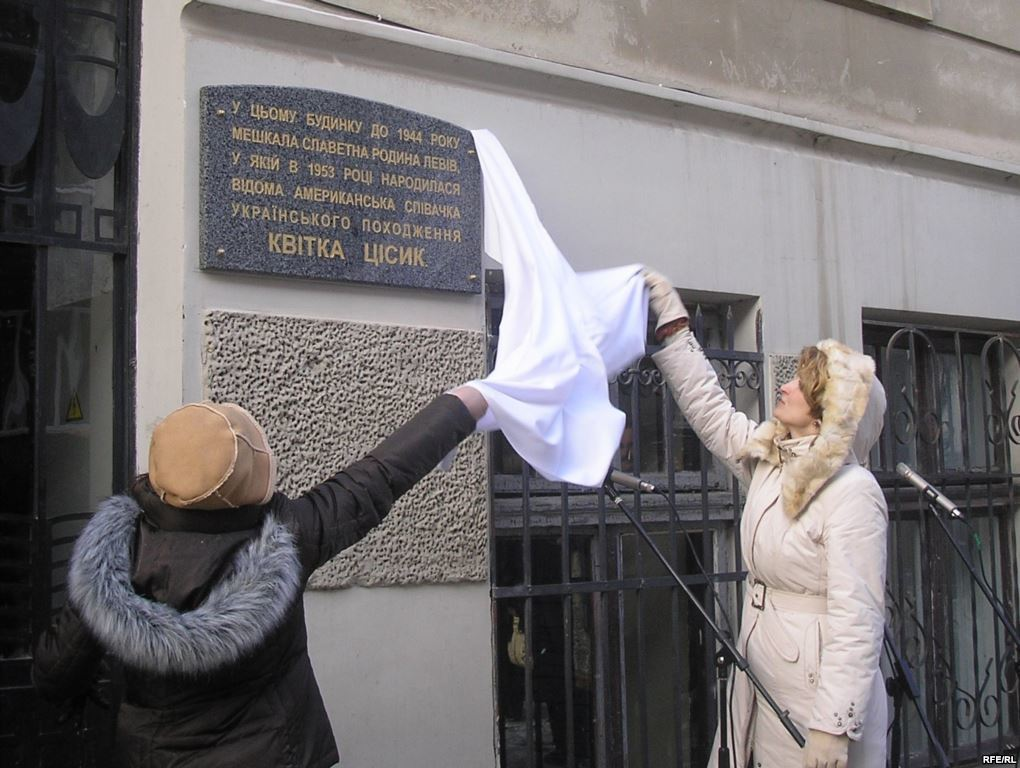 У ЦЬОМУ БУДИНКУ ДО 1944 РОКУ
МЕШКАЛА СЛАВЕТНА РОДИНА ЛЕВІВ,
У ЯКІЙ В 1953 РОЦІ НАРОДИЛАСЯ
ВІДОМА АМЕРИКАНСЬКА СПІВАЧКА
УКРАЇНСЬКОГО ПОХОДЖЕННЯ
КВІТКА ЦІСИК
RFE/RL